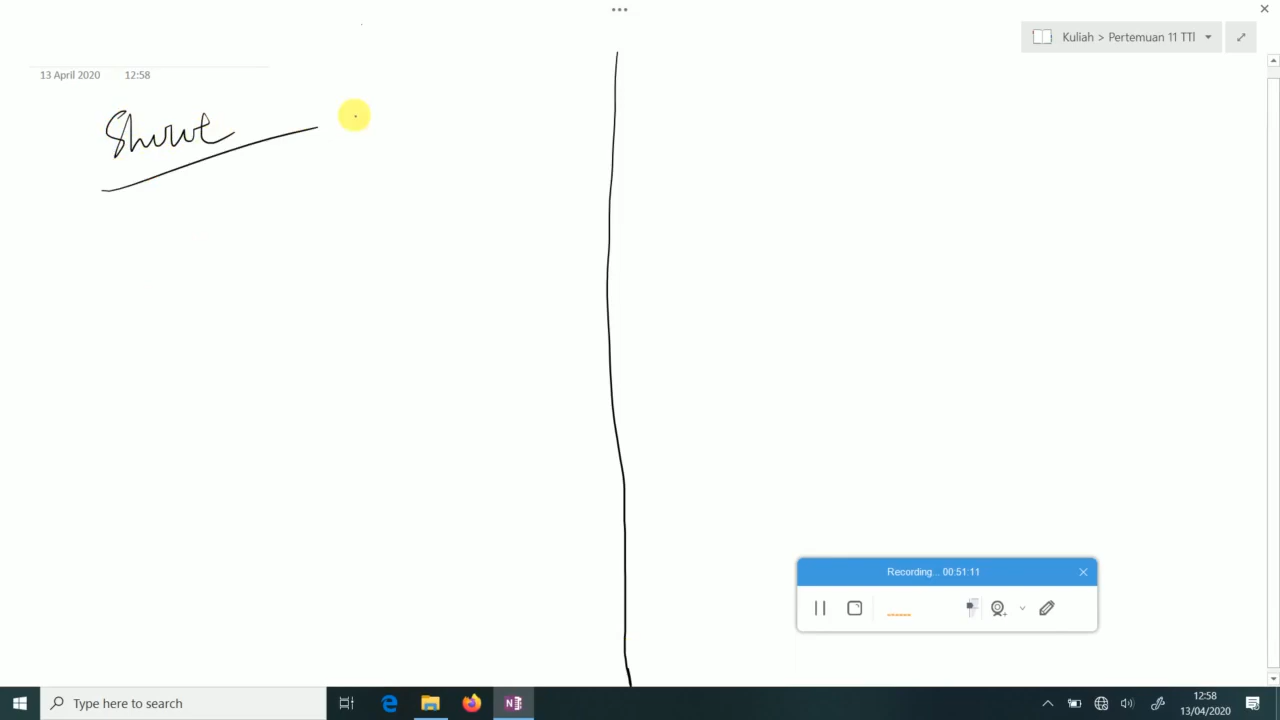 Kuliah > Pertemuan 11 TTI
13 April 2020 12:58
Recording... 00:51:11
Type here to search
12:58
13/04/2020